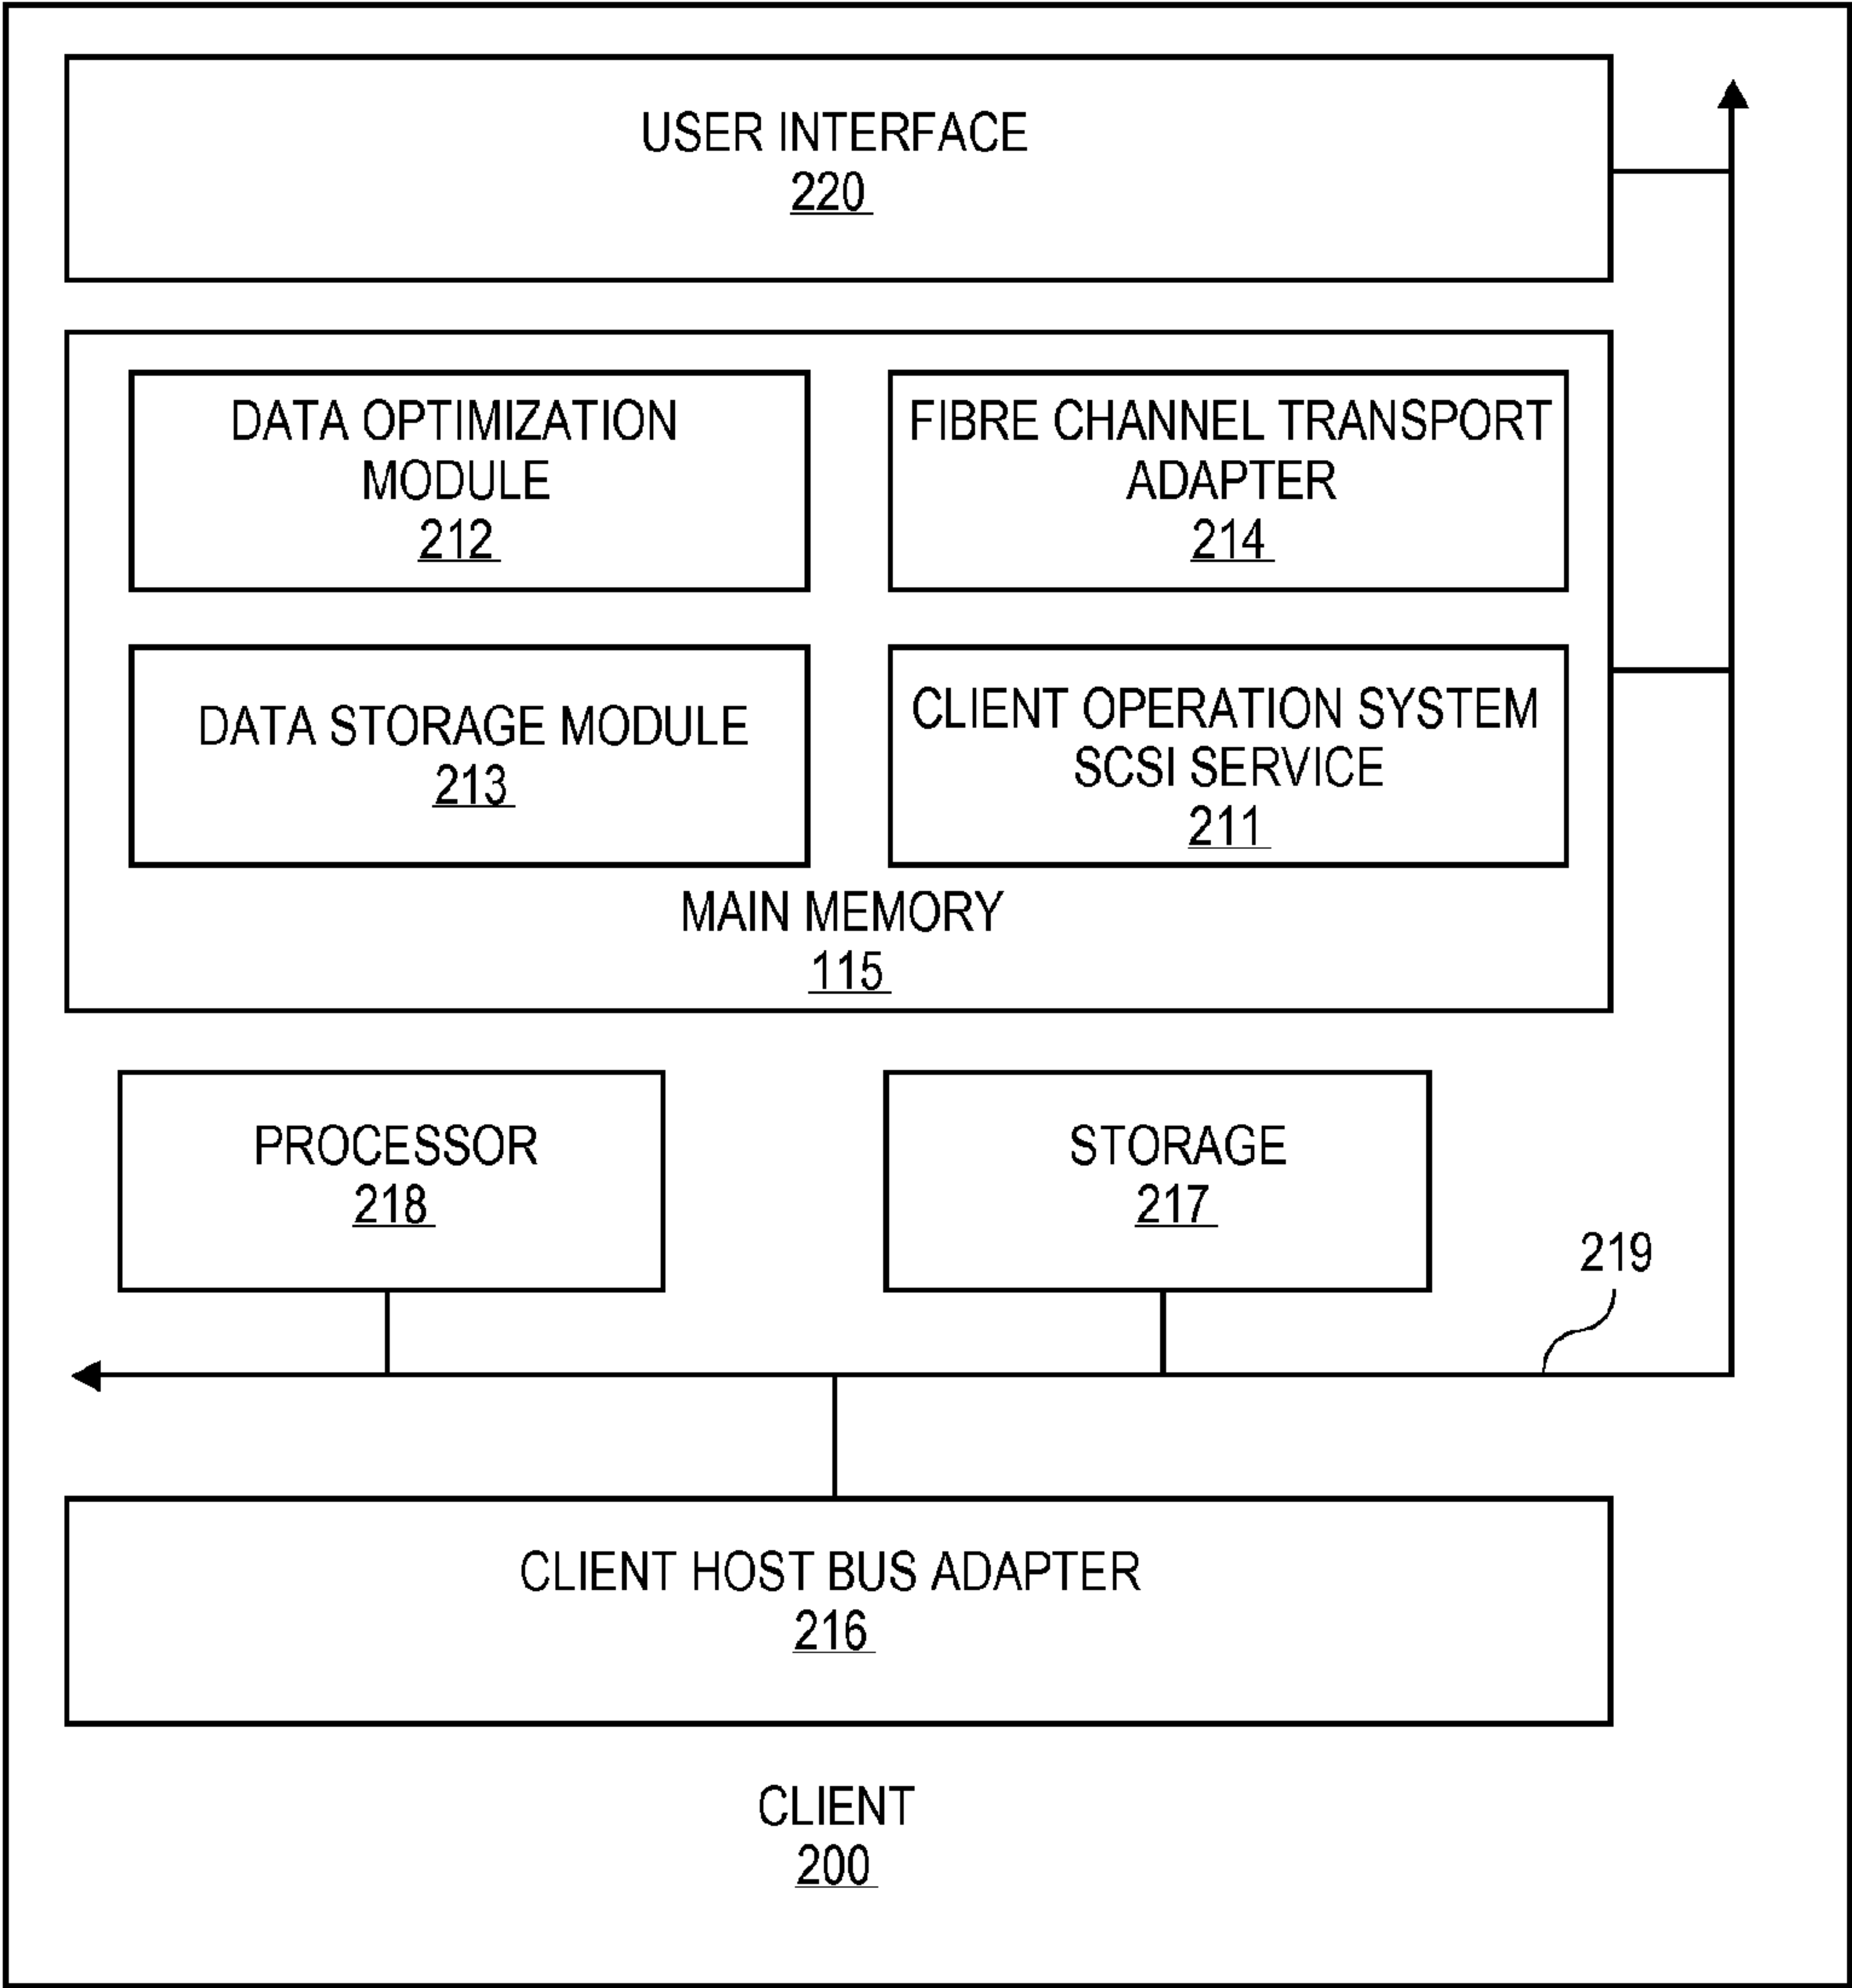 USER INTERFACE
220
DATA OPTIMIZATION
MODULE
212
FIBRE CHANNEL TRANSPORT
ADAPTER
214
DATA STORAGE MODULE
213
CLIENT OPERATION SYSTEM
SCSI SERVICE
211
MAIN MEMORY
115
PROCESSOR
218
STORAGE
217
219
CLIENT HOST BUS ADAPTER
216
CLIENT
200